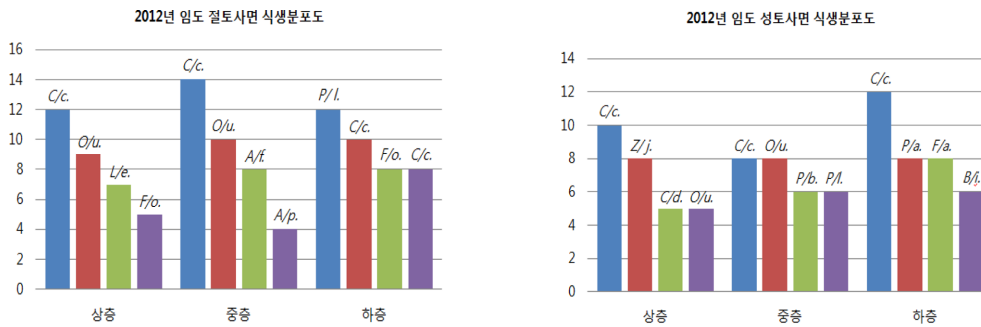 2012년 임도 절토사면 식생분포도
16
14
12
10
8
6
4
2
0
C/c.
O/u.
L/e.
F/o.
C/c.
O/u.
A/f.
A/p.
P/l.
C/c.
F/o.
C/c.
상층
중층
하층
2012년 임도 성토사면 식생분포도
14
12
10
8
6
4
2
0
C/c.
Z/j.
C/d.
O/u.
C/c.
O/u.
P/b.
P/l.
C/c.
P/a.
F/a.
B/i.
상층
중층
하층